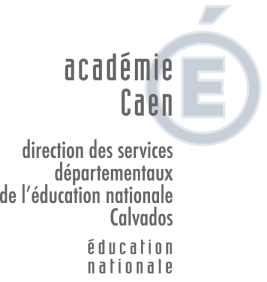 académie
Caen
É
direction des services
départementaux
de l'éducation nationale
Calvados
éducation
nationale